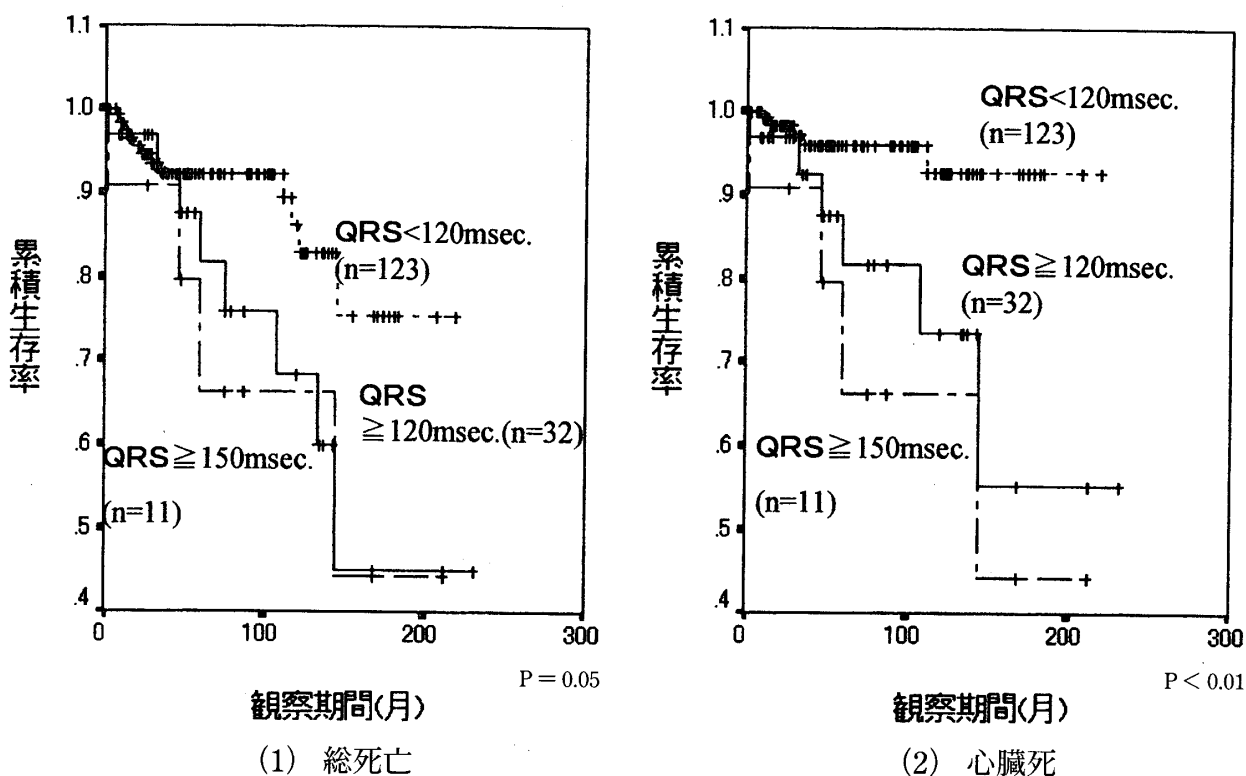 1.1
1.0
.9
.8
.7
.6
.5
.4
0
100
200
300
累積生存率
QRS<120msec.
(n=123)
QRS
≧120msec.(n=32)
QRS≧150msec.
(n=11)
P = 0.05
観察期間(月)
(1) 総死亡
1.1
1.0
.9
.8
.7
.6
.5
.4
0
100
200
300
累積生存率
QRS<120msec.
(n=123)
QRS≧120msec.
(n=32)
QRS≧150msec.
(n=11)
P < 0.01
観察期間(月)
(2) 心臓死